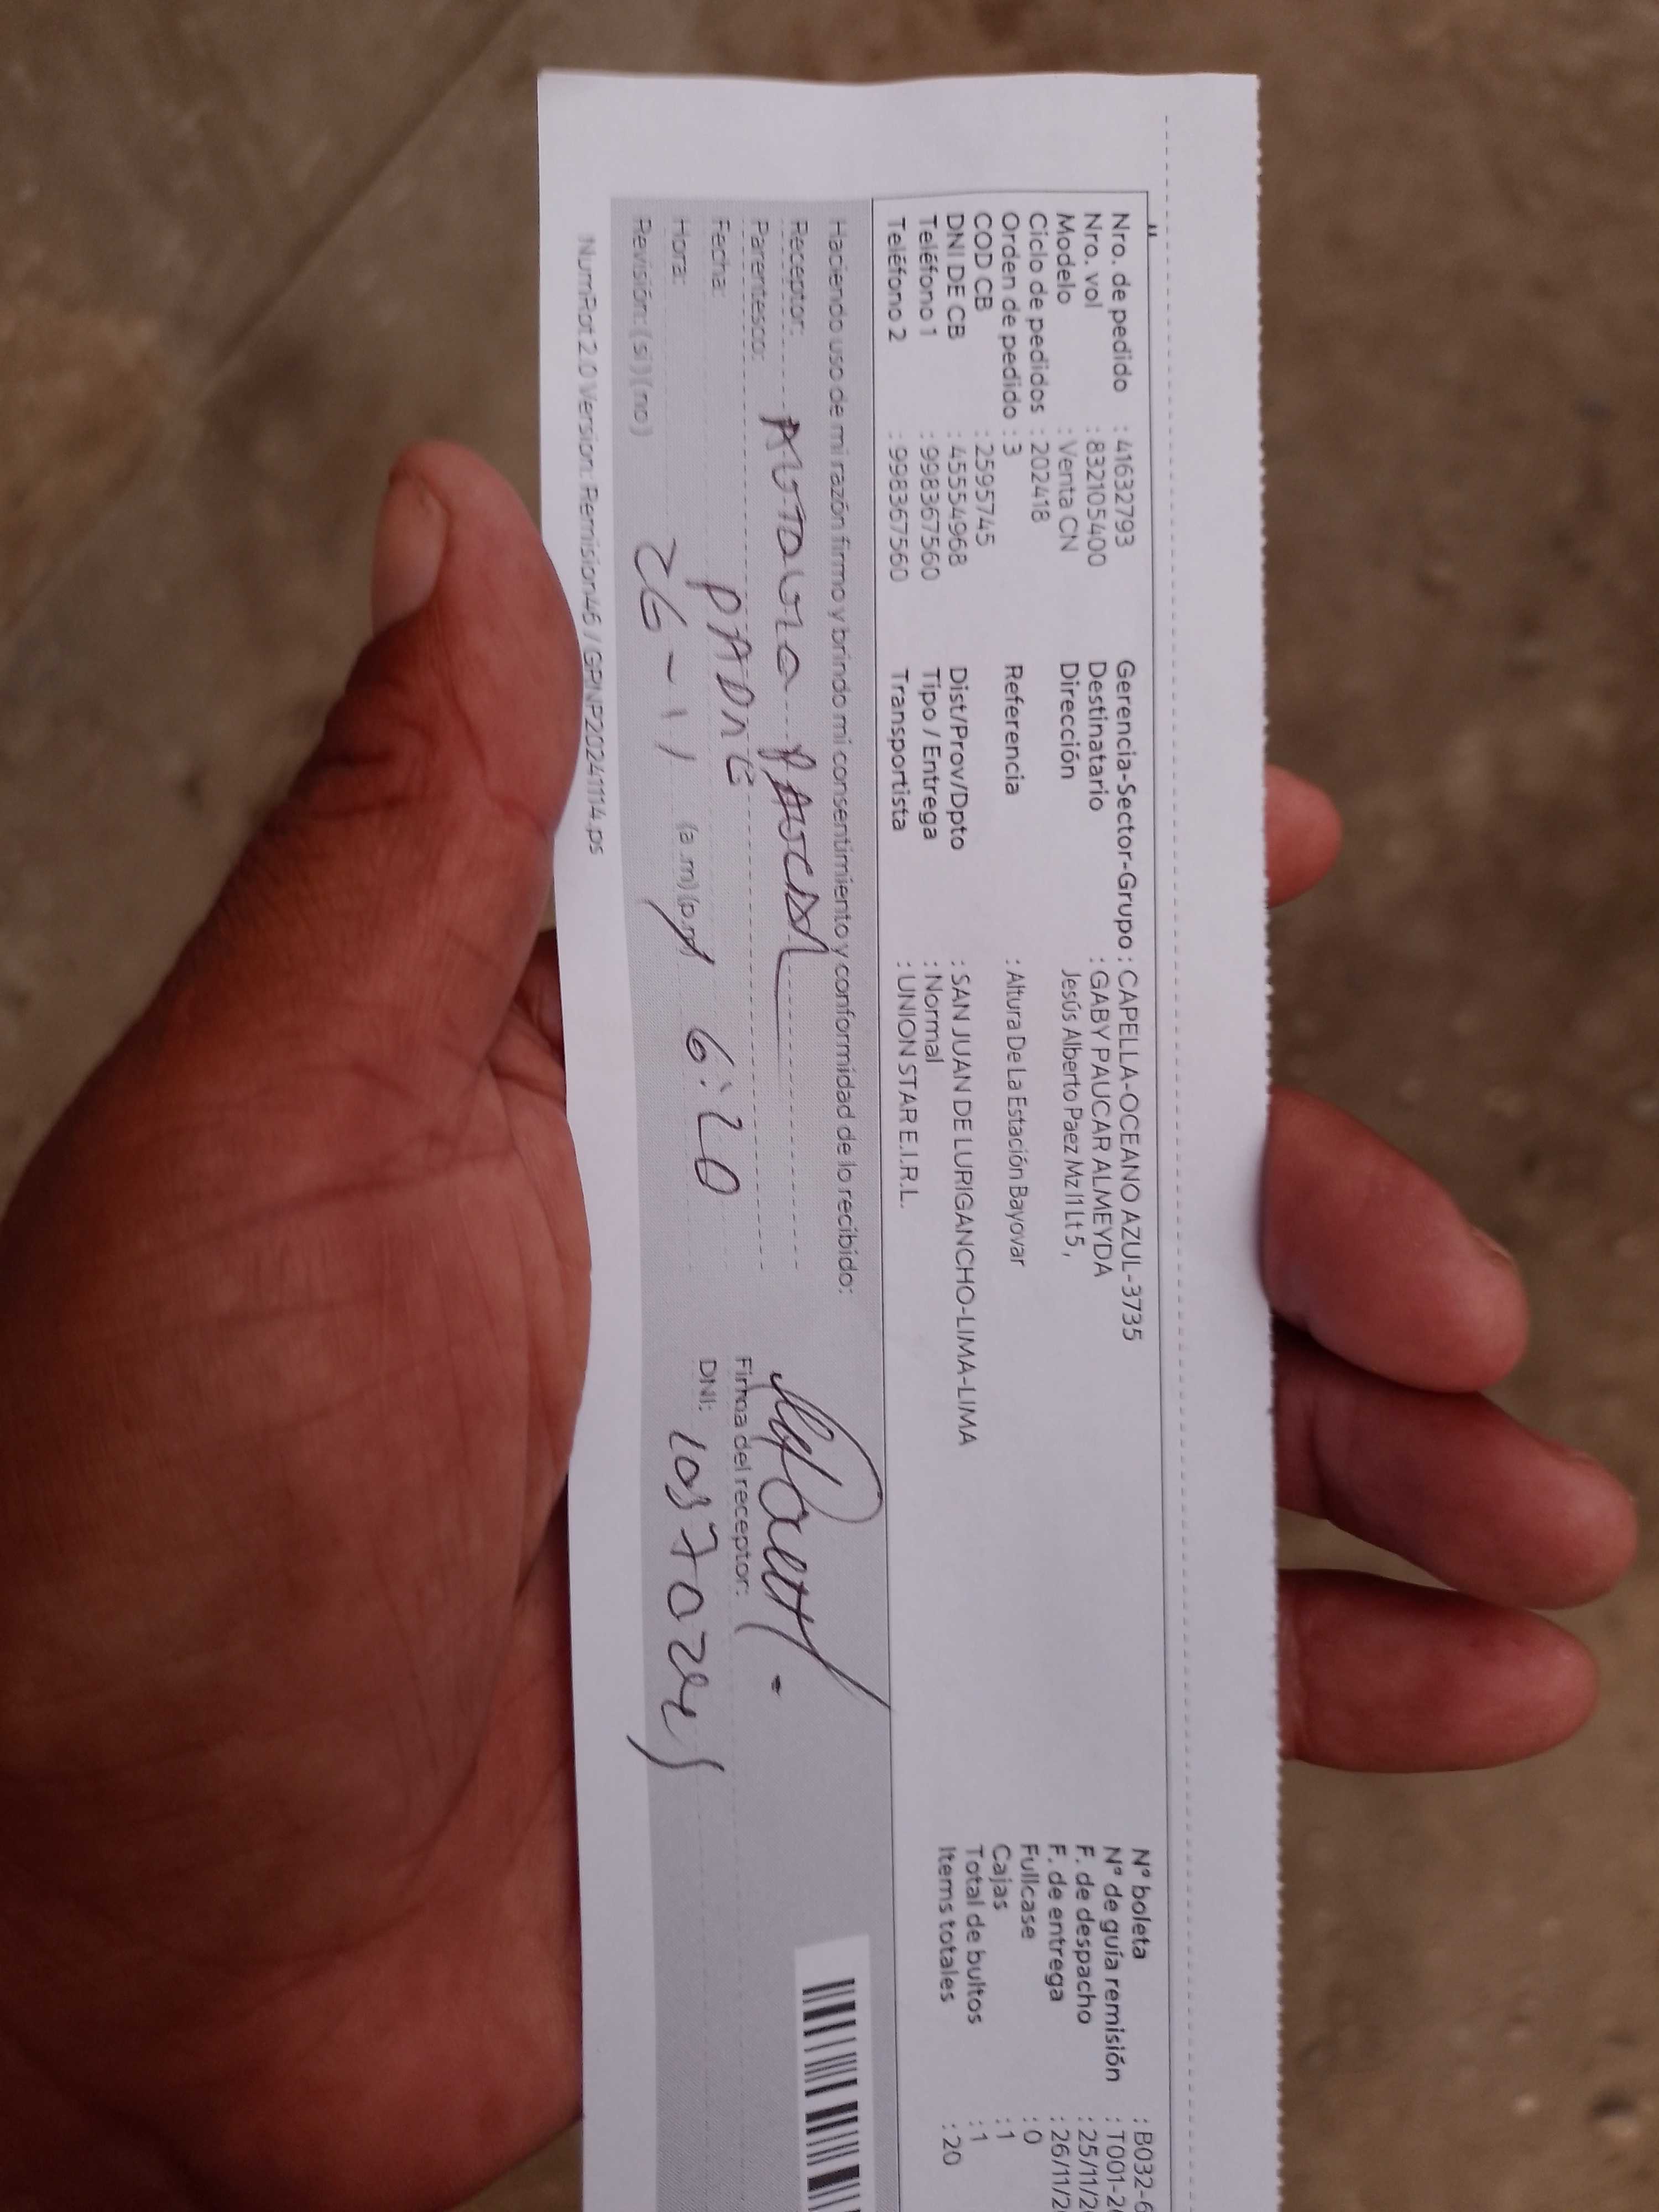 Nro. de pedido : 41632793
Nro. vol : 832105400
Modelo : Venta CN
Ciclo de pedidos : 202418
Orden de pedido : 3
COD CB : 2595745
DNI DE CB : 45554968
Teléfono 1 : 998367560
Teléfono 2 : 998367560
Gerencia-Sector-Grupo : CAPELLA-OCEANO AZUL-3735
Destinatario : GABY PAUCAR ALMEYDA
Dirección Jesús Alberto Paez Mz I1 Lt 5 ,
Referencia : Altura De La Estación Bayovar
Dist/Prov/Dpto : SAN JUAN DE LURIGANCHO-LIMA-LIMA
Tipo / Entrega : Normal
Transportista : UNION STAR E.I.R.L.
N° boleta : B032-6
N° de guía remisión : T001-20
F. de despacho : 25/11/2
F. de entrega : 26/11/2
Fullcase : 0
Cajas : 1
Total de bultos : 1
Items totales : 20
Haciendo uso de mi razón firmo y brindo mi consentimiento y conformidad de lo recibido:
Receptor: PAUCAR
Parentesco: PADRE
Fecha: 26-11
Hora: (a.m) (p.m) 6:20
Revisión: (si) (no)
Firma del receptor:
DNI:
NumRot 2.0 Version: Remision46 / GPNP20241114.ps